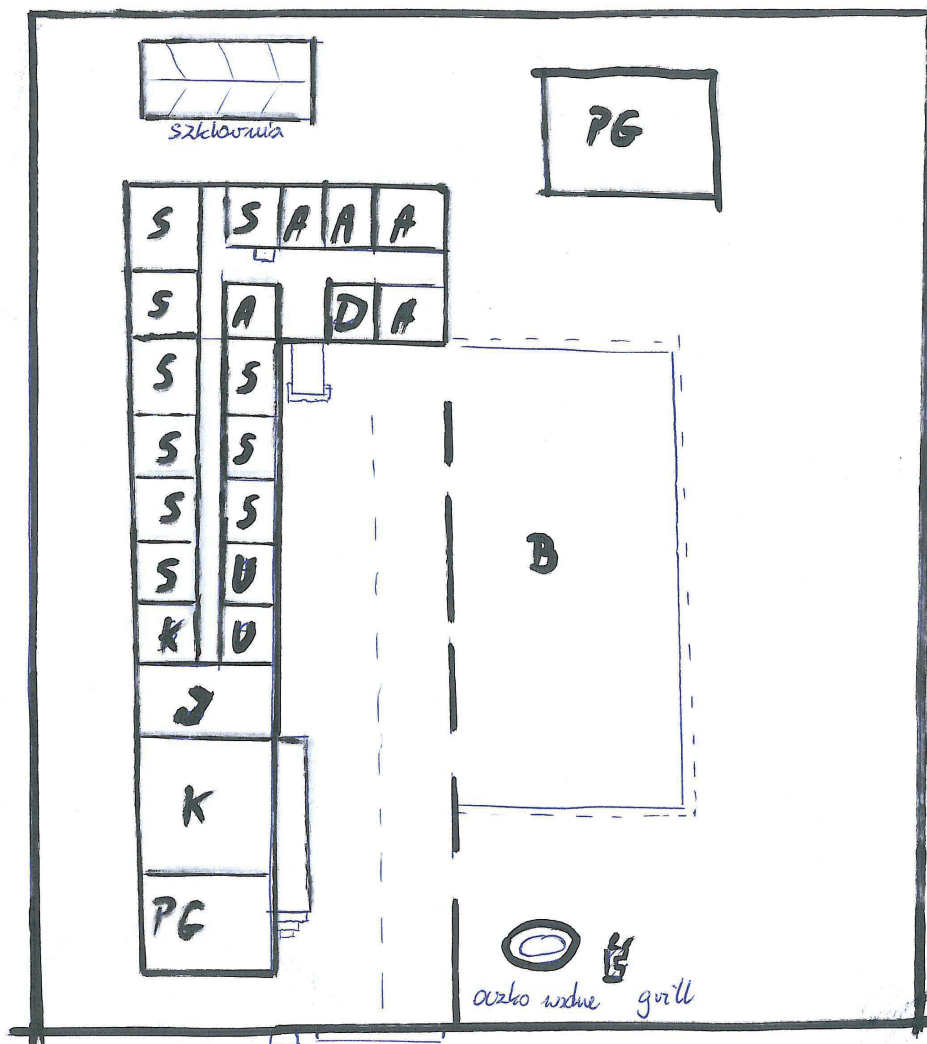 szklarnia
PG
S S A A A
S A D A
S S
S S
S S
S U
K U
J
K
PG
B
oczko wodne grill